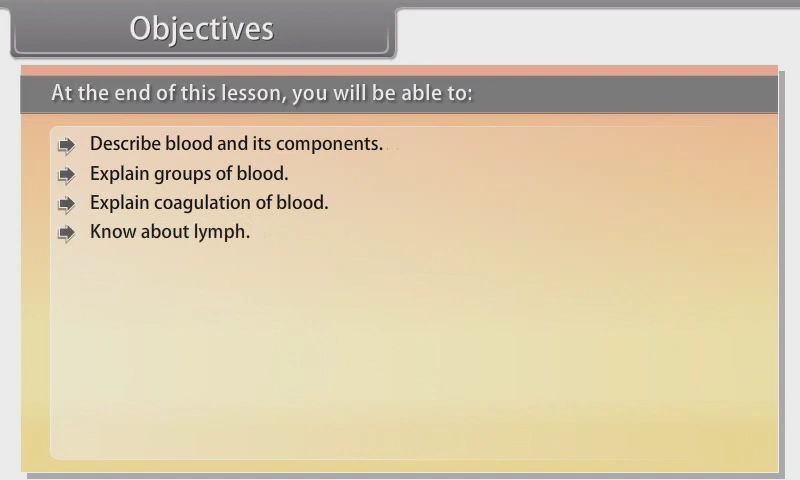 Objectives
At the end of this lesson, you will be able to:
Describe blood and its components.
Explain groups of blood.
Explain coagulation of blood.
Know about lymph.